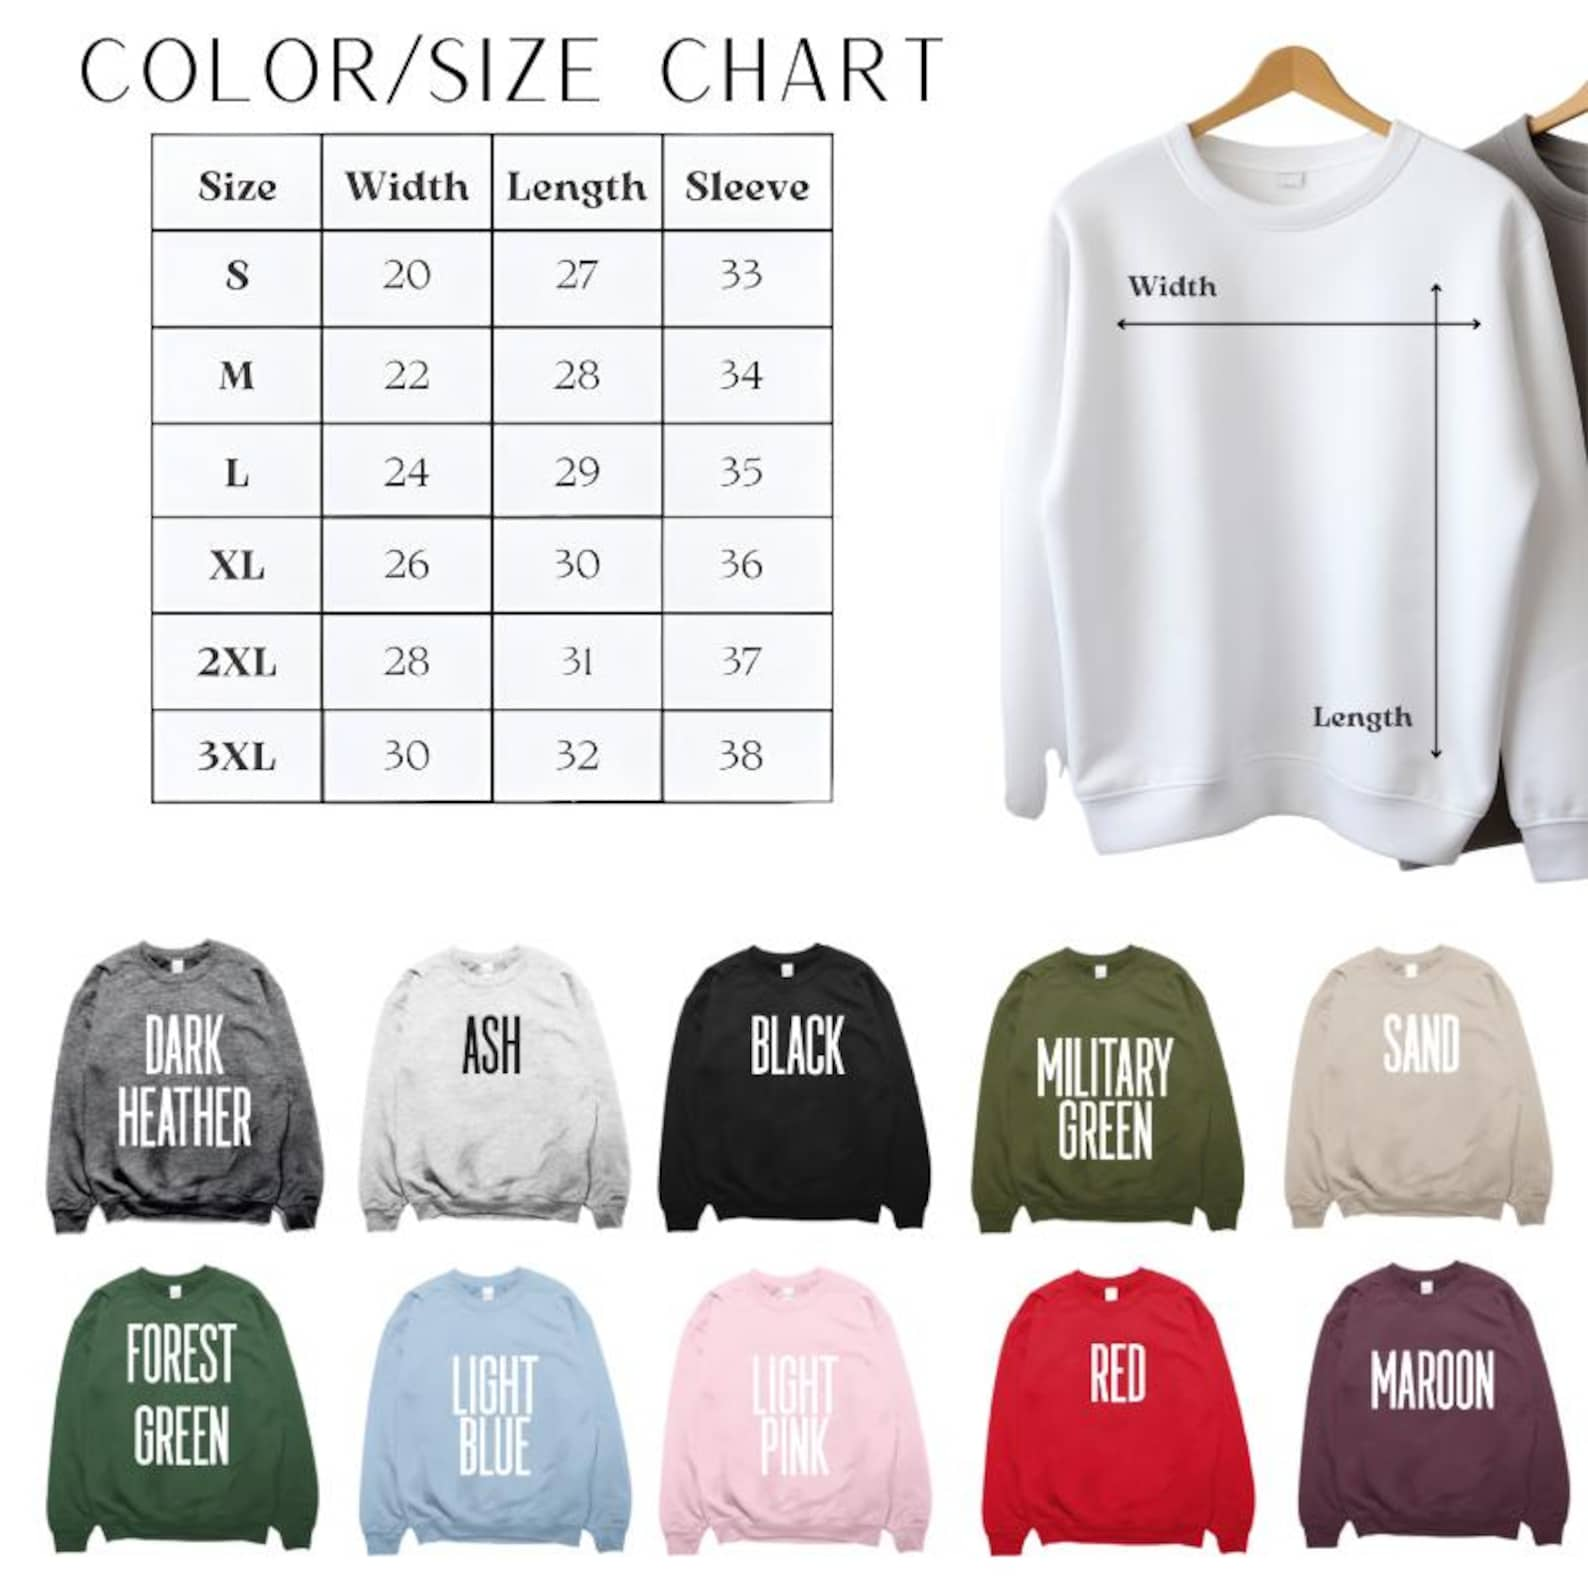 COLOR/SIZE CHART
Size Width Length Sleeve
S 20 27 33
M 22 28 34
L 24 29 35
XL 26 30 36
2XL 28 31 37
3XL 30 32 38
Width
Length
DARK
HEATHER
ASH
BLACK
MILITARY
GREEN
SAND
FOREST
GREEN
LIGHT
BLUE
LIGHT
PINK
RED
MAROON